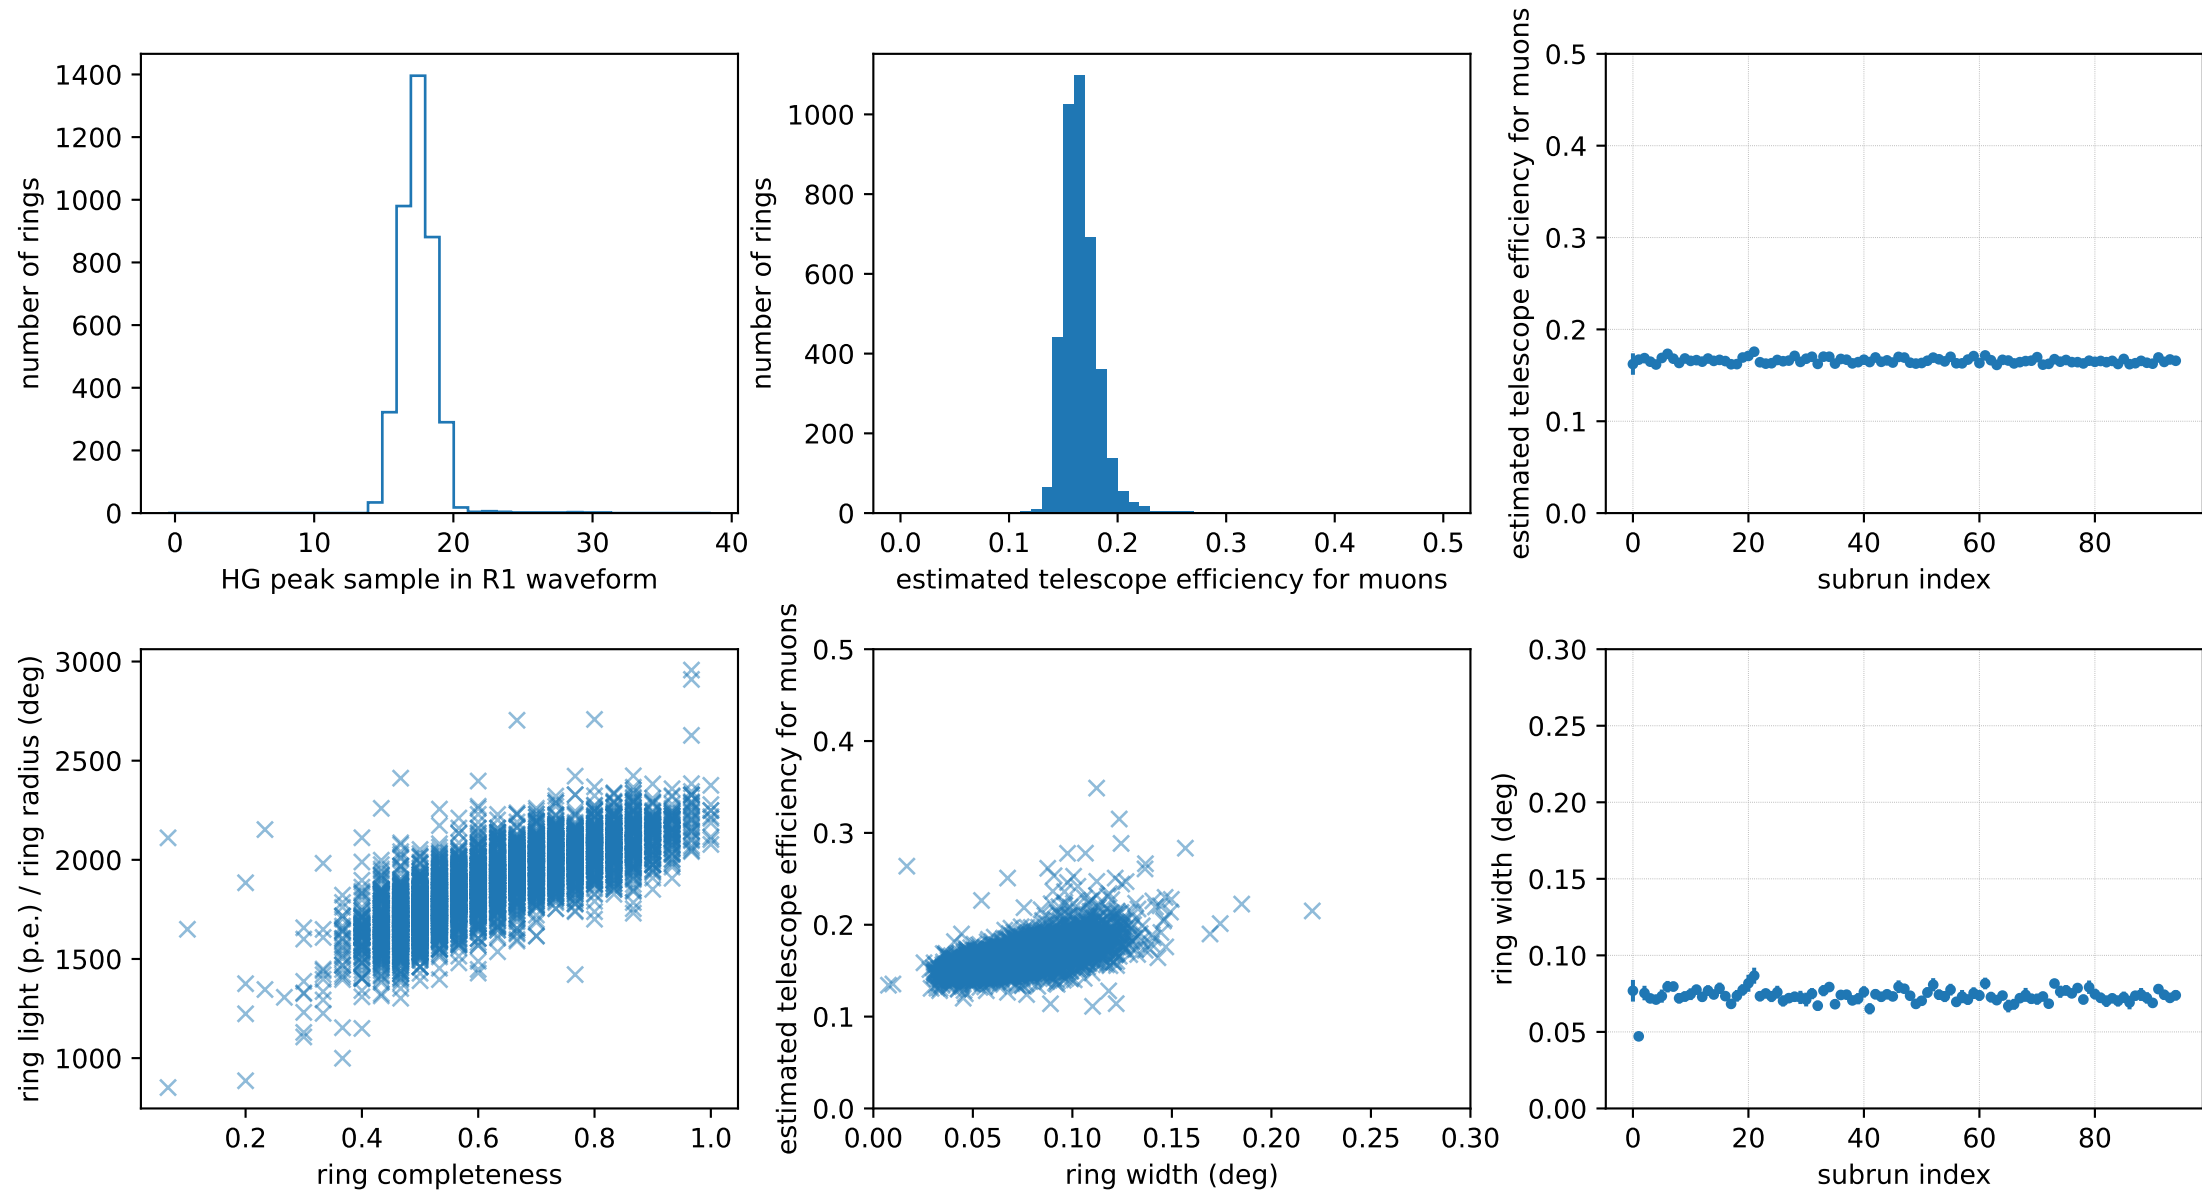 number of rings
1400
1200
1000
800
600
400
200
0
0 10 20 30 40
HG peak sample in R1 waveform
number of rings
1000
800
600
400
200
0
0.0 0.1 0.2 0.3 0.4 0.5
estimated telescope efficiency for muons
estimated telescope efficiency for muons
0.5
0.4
0.3
0.2
0.1
0.0
0 20 40 60 80
subrun index
ring light (p.e.) / ring radius (deg)
3000
2500
2000
1500
1000
0.2 0.4 0.6 0.8 1.0
ring completeness
estimated telescope efficiency for muons
0.5
0.4
0.3
0.2
0.1
0.0
0.00 0.05 0.10 0.15 0.20 0.25 0.30
ring width (deg)
ring width (deg)
0.30
0.25
0.20
0.15
0.10
0.05
0.00
0 20 40 60 80
subrun index